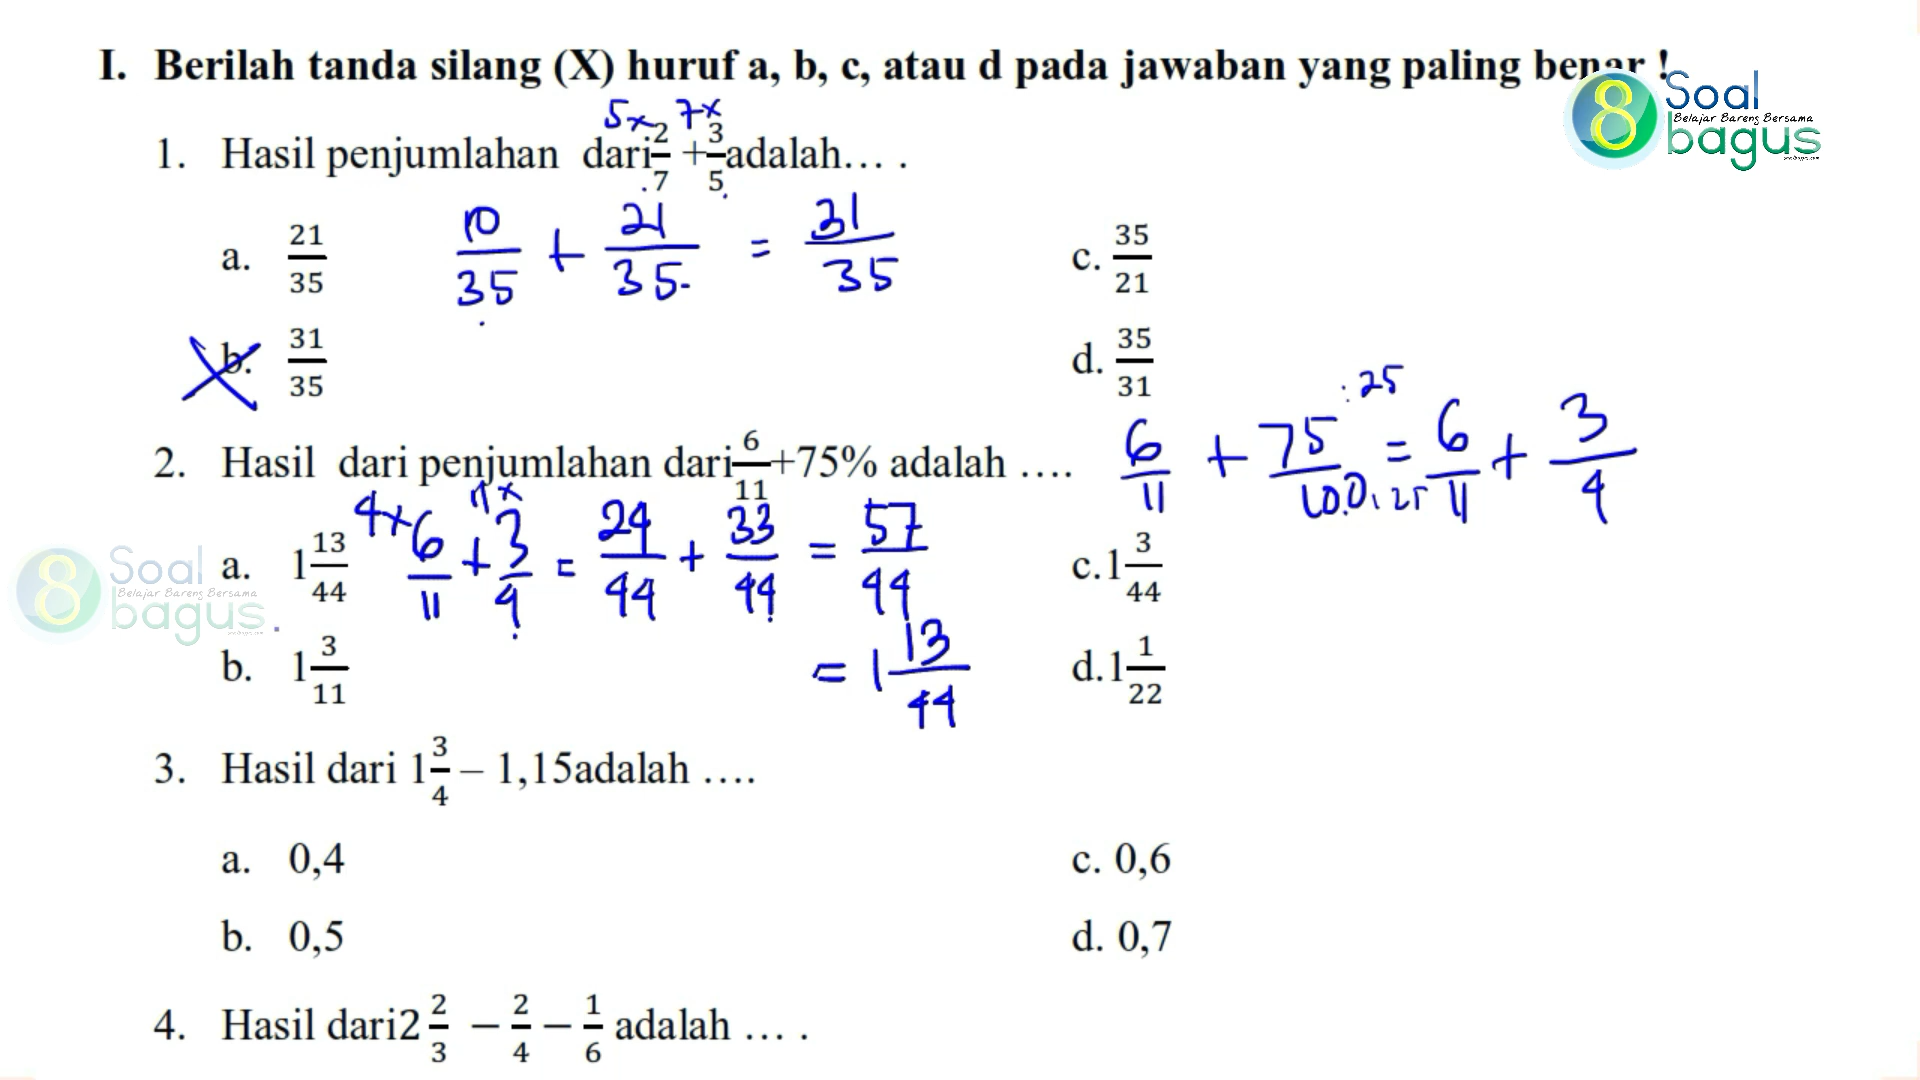 I. Berilah tanda silang (X) huruf a, b, c, atau d pada jawaban yang paling benar !
8 Soal bagus
Belajar Bareng Bersama
5x 7x
1. Hasil penjumlahan dari 2/7 + 3/5 adalah… .
a. 21/35
10/35 + 21/35 = 31/35
c. 35/21
b. 31/35
d. 35/31
2. Hasil dari penjumlahan dari 6/11 +75% adalah ….
6/11 + 75/100 :25 :25 = 6/11 + 3/4
8 Soal bagus
Belajar Bareng Bersama
a. 1 13/44
4x 6/11 + 3/4 = 24/44 + 33/44 = 57/44
c. 1 3/44
b. 1 3/11
= 1 13/44
d. 1 1/22
3. Hasil dari 1 3/4 – 1,15adalah ….
a. 0,4
c. 0,6
b. 0,5
d. 0,7
4. Hasil dari2 2/3 − 2/4 − 1/6 adalah … .